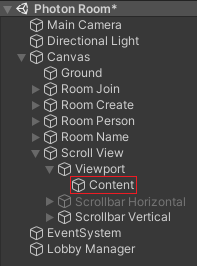 Photon Room*
Main Camera
Directional Light
Canvas
Ground
Room Join
Room Create
Room Person
Room Name
Scroll View
Viewport
Content
Scrollbar Horizontal
Scrollbar Vertical
EventSystem
Lobby Manager